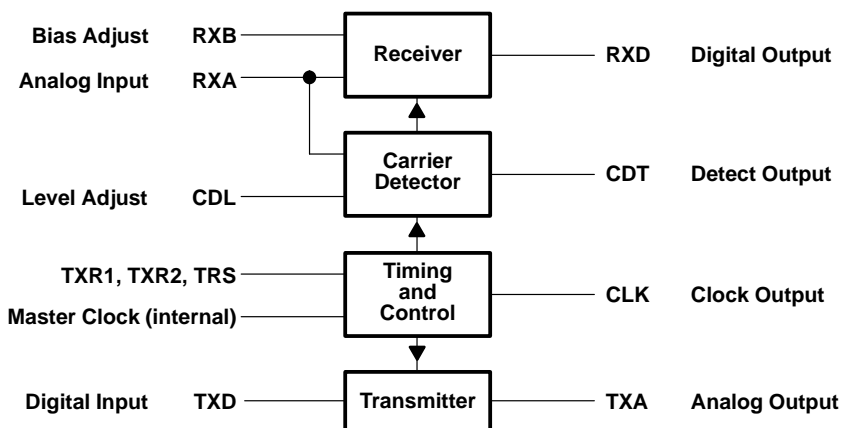 Bias Adjust RXB
Receiver
RXD Digital Output
Analog Input RXA
Carrier
Detector
CDT Detect Output
Level Adjust CDL
TXR1, TXR2, TRS
Timing
and
Control
CLK Clock Output
Master Clock (internal)
Digital Input TXD
Transmitter
TXA Analog Output